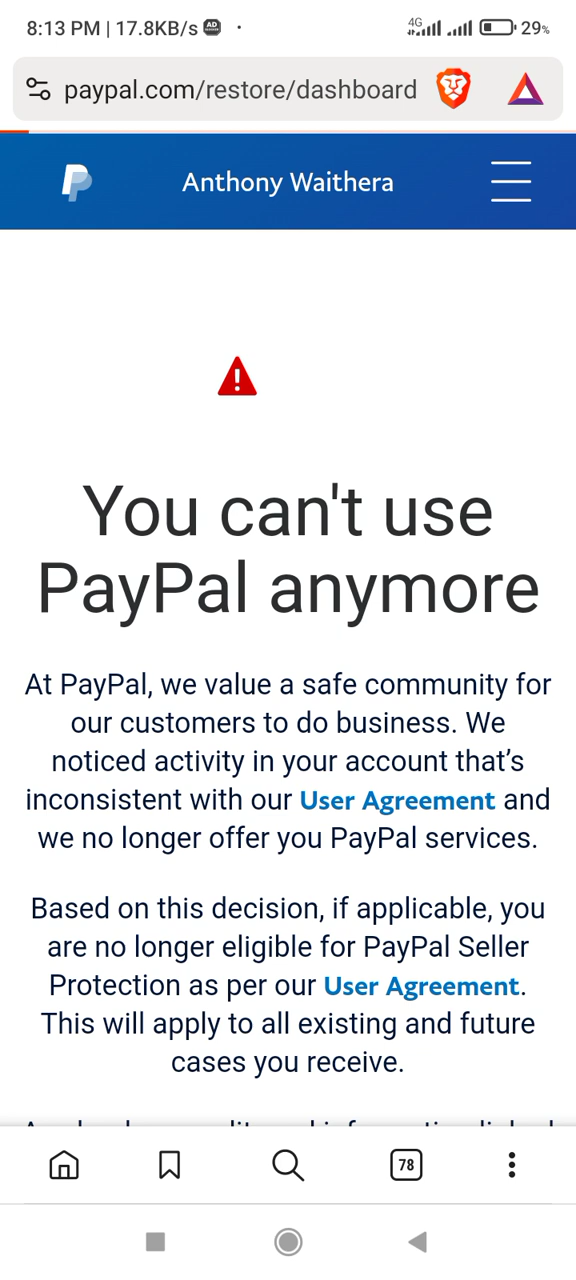 8:13 PM | 17.8KB/s AD ·
4G 29%
paypal.com/restore/dashboard
Anthony Waithera
You can't use
PayPal anymore
At PayPal, we value a safe community for
our customers to do business. We
noticed activity in your account that’s
inconsistent with our User Agreement and
we no longer offer you PayPal services.
Based on this decision, if applicable, you
are no longer eligible for PayPal Seller
Protection as per our User Agreement.
This will apply to all existing and future
cases you receive.
78